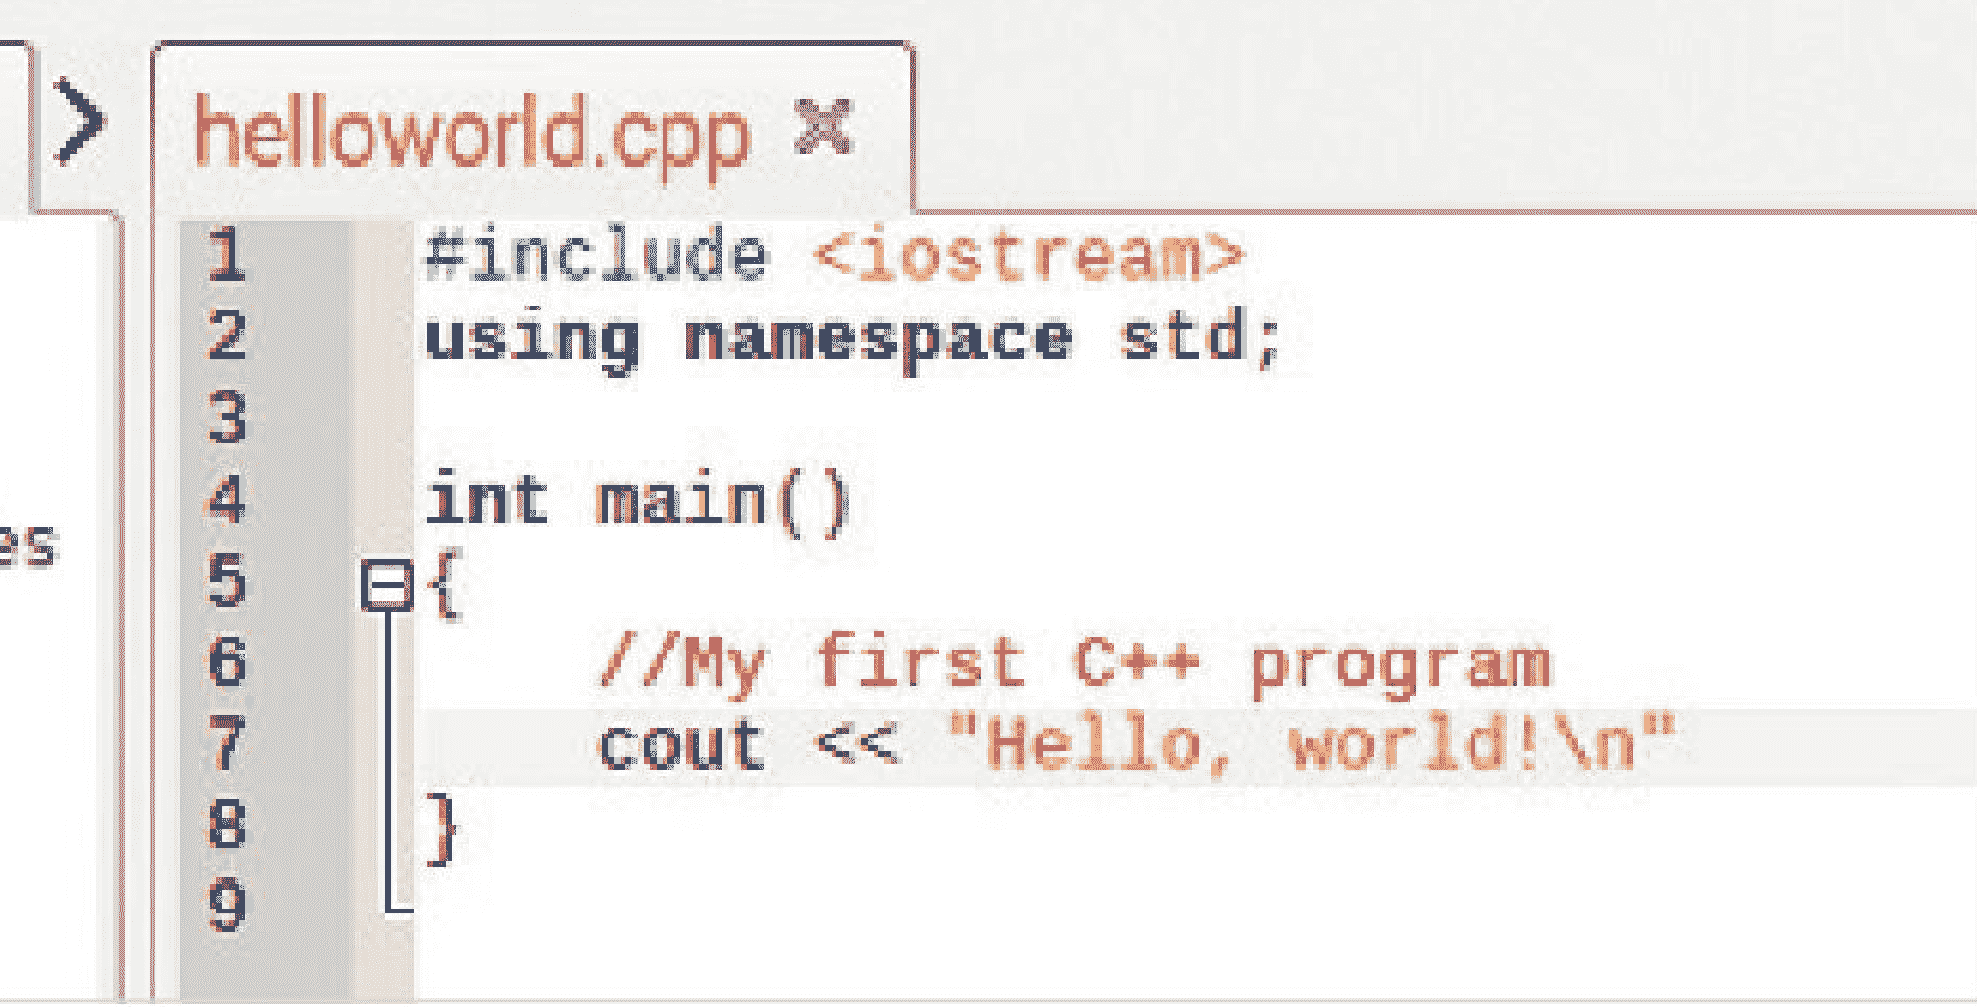 helloworld.cpp
1 #include <iostream>
2 using namespace std;
3
4 int main()
es
5 {
6 //My first C++ program
7 cout << "Hello, world!\n"
8 }
9